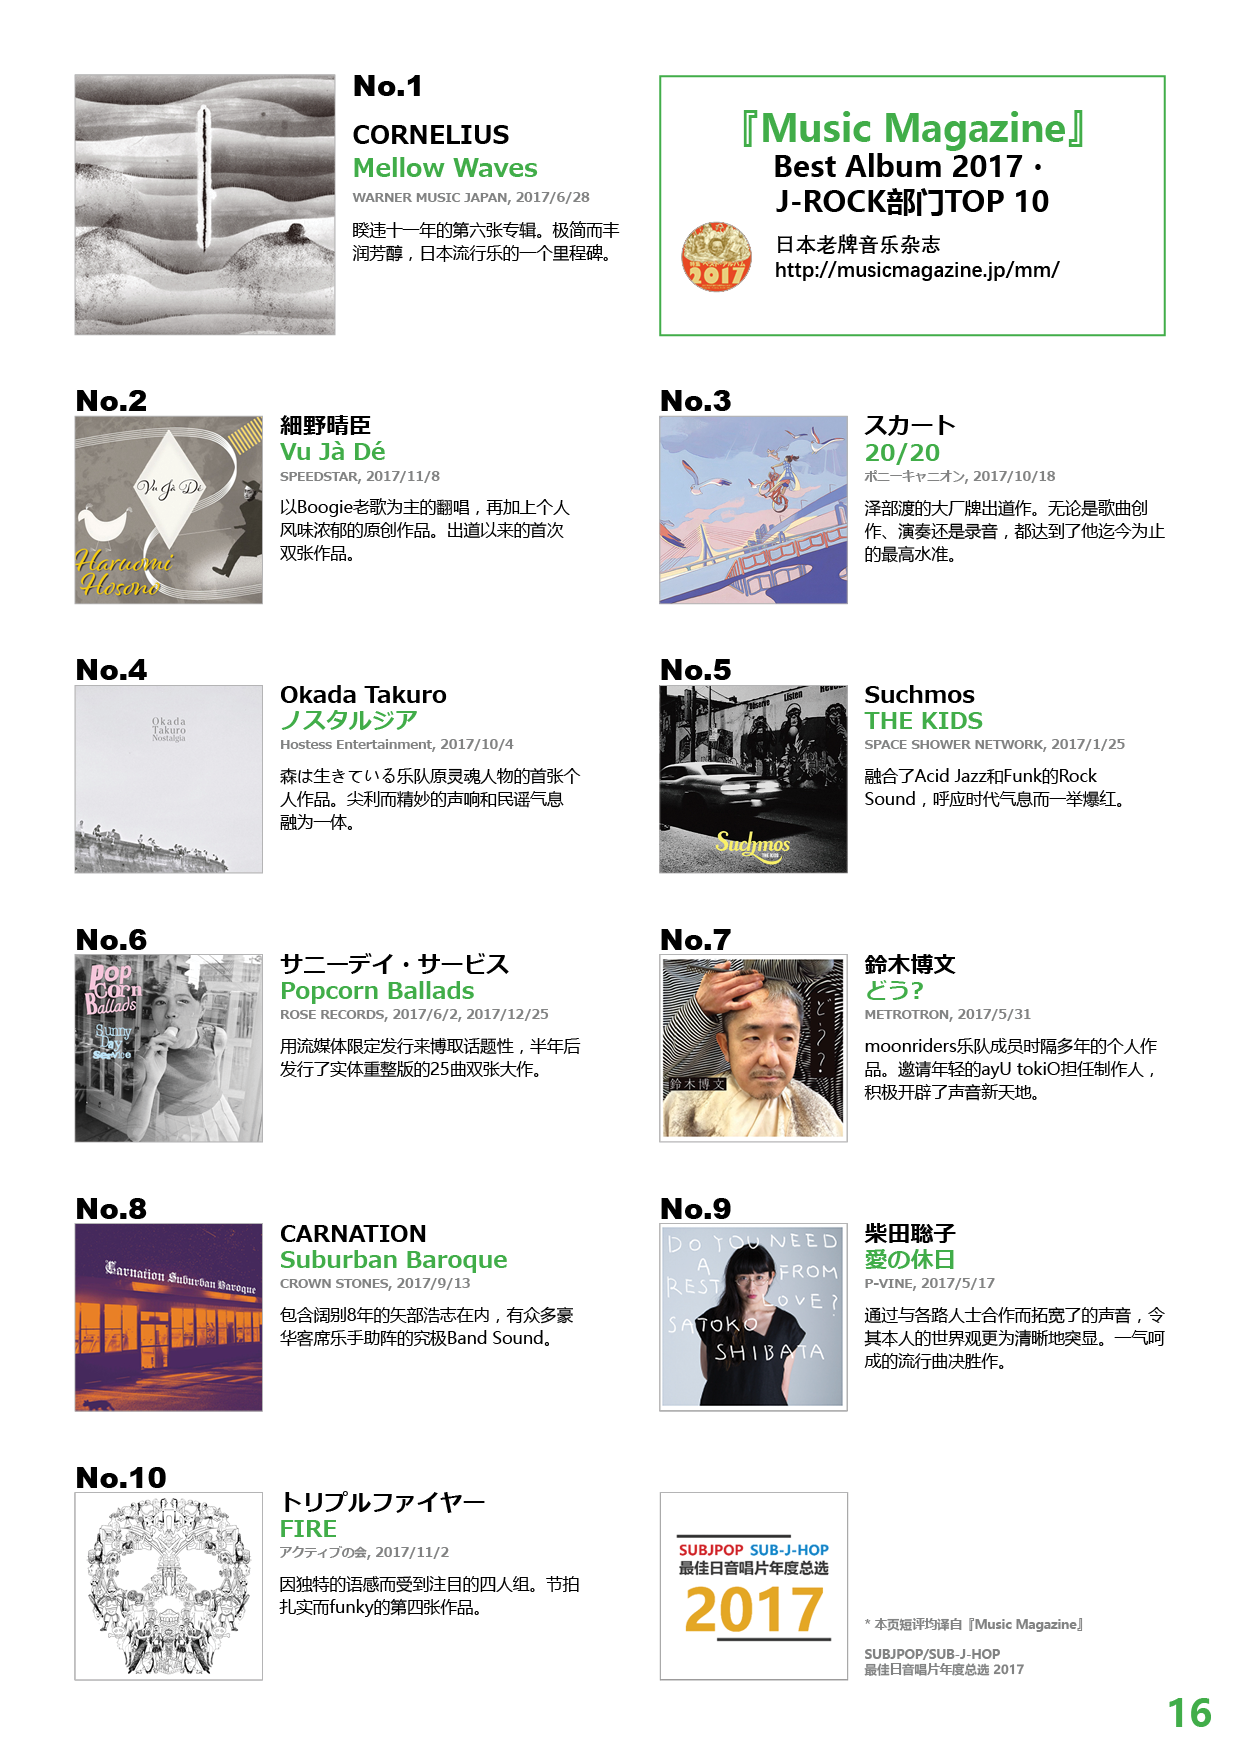 No.1
CORNELIUS
Mellow Waves
WARNER MUSIC JAPAN, 2017/6/28
睽违十一年的第六张专辑。极简而丰
润芳醇，日本流行乐的一个里程碑。
『Music Magazine』
Best Album 2017・
J-ROCK部门TOP 10
2017
日本老牌音乐杂志
http://musicmagazine.jp/mm/
No.2
Vu Jà Dé
Haruomi
Hosono
細野晴臣
Vu Jà Dé
SPEEDSTAR, 2017/11/8
以Boogie老歌为主的翻唱，再加上个人
风味浓郁的原创作品。出道以来的首次
双张作品。
No.3
スカート
20/20
ポニーキャニオン, 2017/10/18
泽部渡的大厂牌出道作。无论是歌曲创
作、演奏还是录音，都达到了他迄今为止
的最高水准。
No.4
Okada
Takuro
Nostalgia
Okada Takuro
ノスタルジア
Hostess Entertainment, 2017/10/4
森は生きている乐队原灵魂人物的首张个
人作品。尖利而精妙的声响和民谣气息
融为一体。
No.5
Observe
Listen
Suchmos
THE KIDS
Suchmos
THE KIDS
SPACE SHOWER NETWORK, 2017/1/25
融合了Acid Jazz和Funk的Rock
Sound，呼应时代气息而一举爆红。
No.6
Pop
Corn
Ballads
Sunny
Day
Service
サニーデイ・サービス
Popcorn Ballads
ROSE RECORDS, 2017/6/2, 2017/12/25
用流媒体限定发行来博取话题性，半年后
发行了实体重整版的25曲双张大作。
No.7
どう?
鈴木博文
鈴木博文
どう?
METROTRON, 2017/5/31
moonriders乐队成员时隔多年的个人作
品。邀请年轻的ayU tokiO担任制作人，
积极开辟了声音新天地。
No.8
Carnation Suburban Baroque
CARNATION
Suburban Baroque
CROWN STONES, 2017/9/13
包含阔别8年的矢部浩志在内，有众多豪
华客席乐手助阵的究极Band Sound。
No.9
DO YOU NEED
A
REST FROM
LOVE?
SATOKO
SHIBATA
柴田聡子
愛の休日
P-VINE, 2017/5/17
通过与各路人士合作而拓宽了的声音，令
其本人的世界观更为清晰地突显。一气呵
成的流行曲决胜作。
No.10
トリプルファイヤー
FIRE
アクティブの会, 2017/11/2
因独特的语感而受到注目的四人组。节拍
扎实而funky的第四张作品。
SUBJPOP SUB-J-HOP
最佳日音唱片年度总选
2017
* 本页短评均译自『Music Magazine』
SUBJPOP/SUB-J-HOP
最佳日音唱片年度总选 2017
16